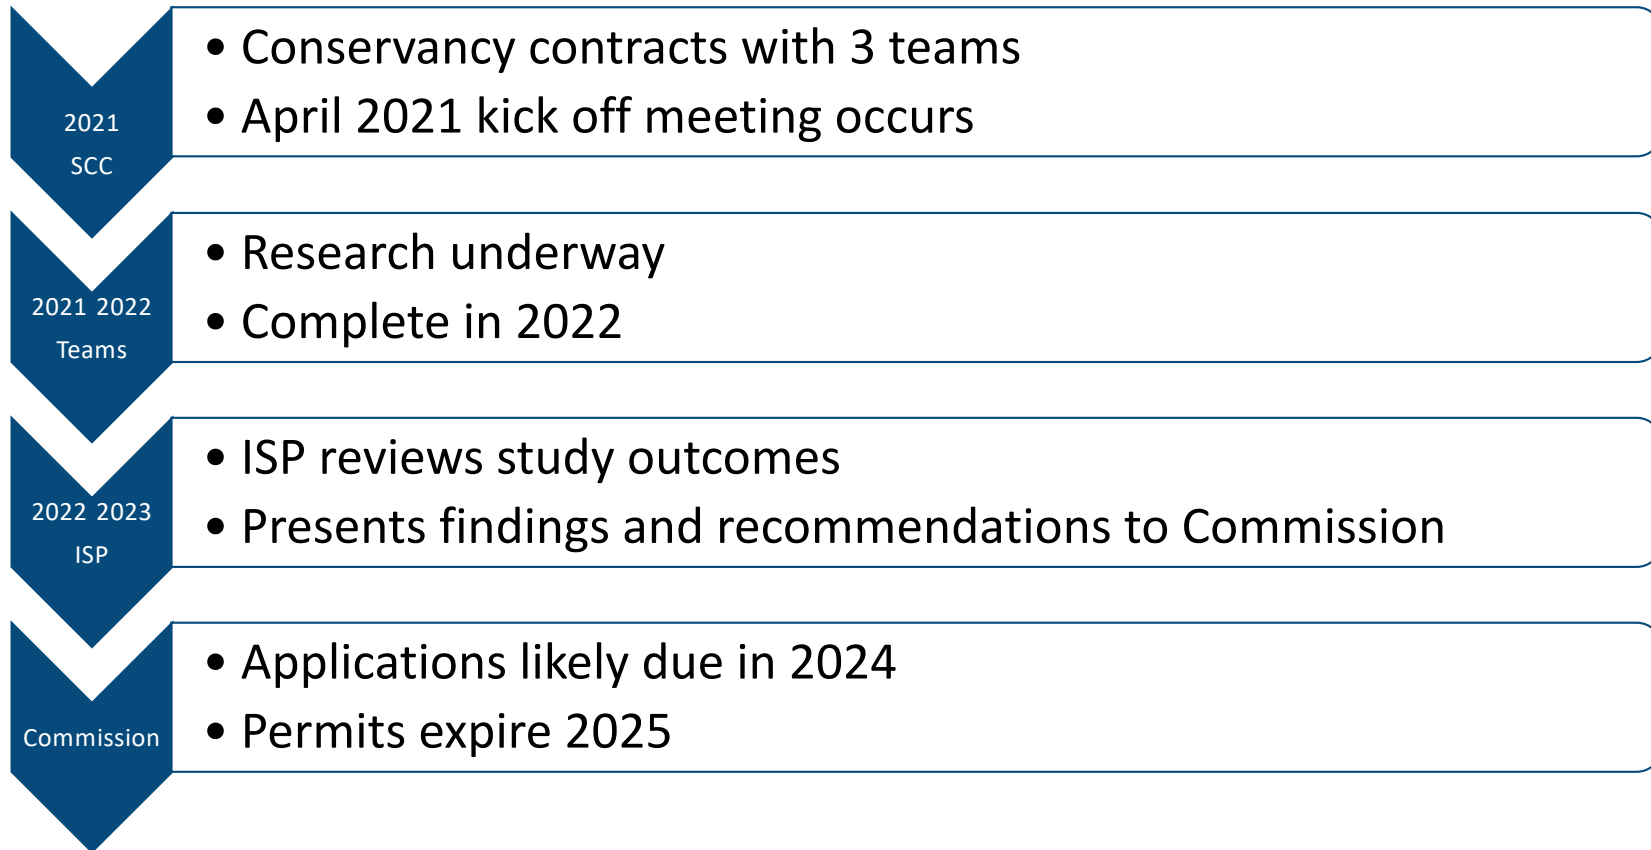 2021
SCC
• Conservancy contracts with 3 teams
• April 2021 kick off meeting occurs
2021 2022
Teams
• Research underway
• Complete in 2022
2022 2023
ISP
• ISP reviews study outcomes
• Presents findings and recommendations to Commission
Commission
• Applications likely due in 2024
• Permits expire 2025